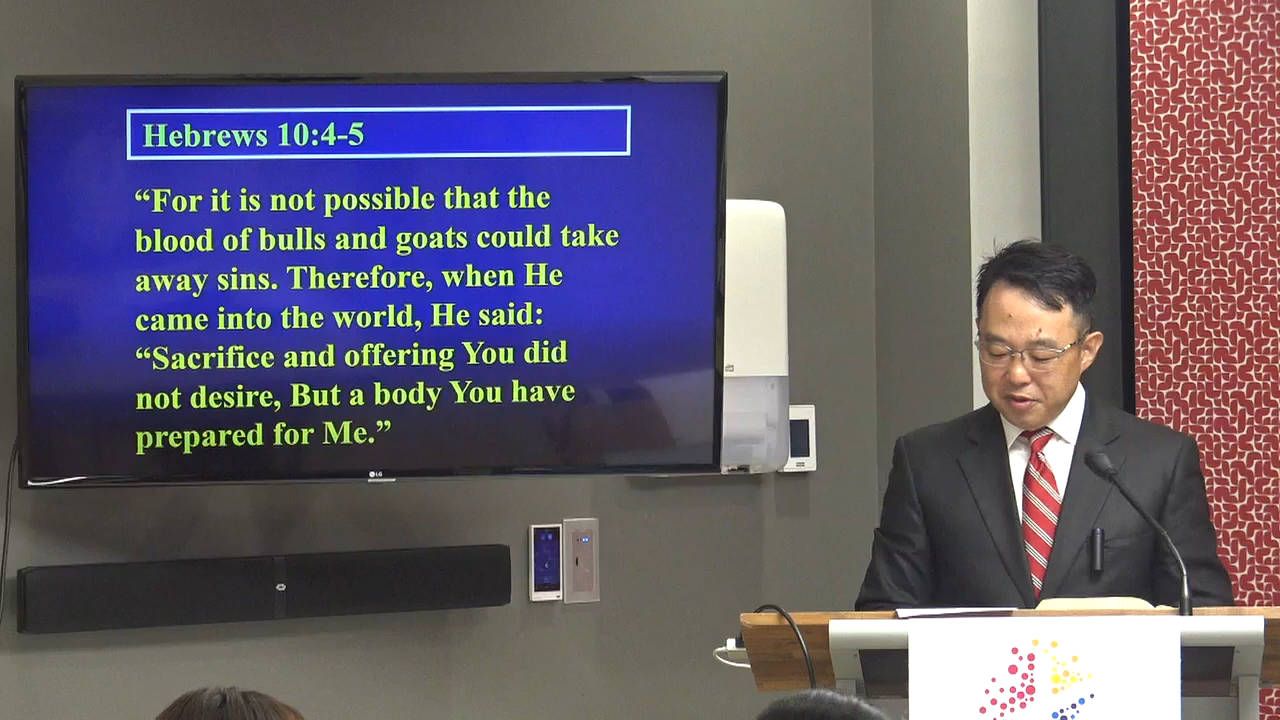 Hebrews 10:4-5
“For it is not possible that the
blood of bulls and goats could take
away sins. Therefore, when He
came into the world, He said:
“Sacrifice and offering You did
not desire, But a body You have
prepared for Me.”
LG